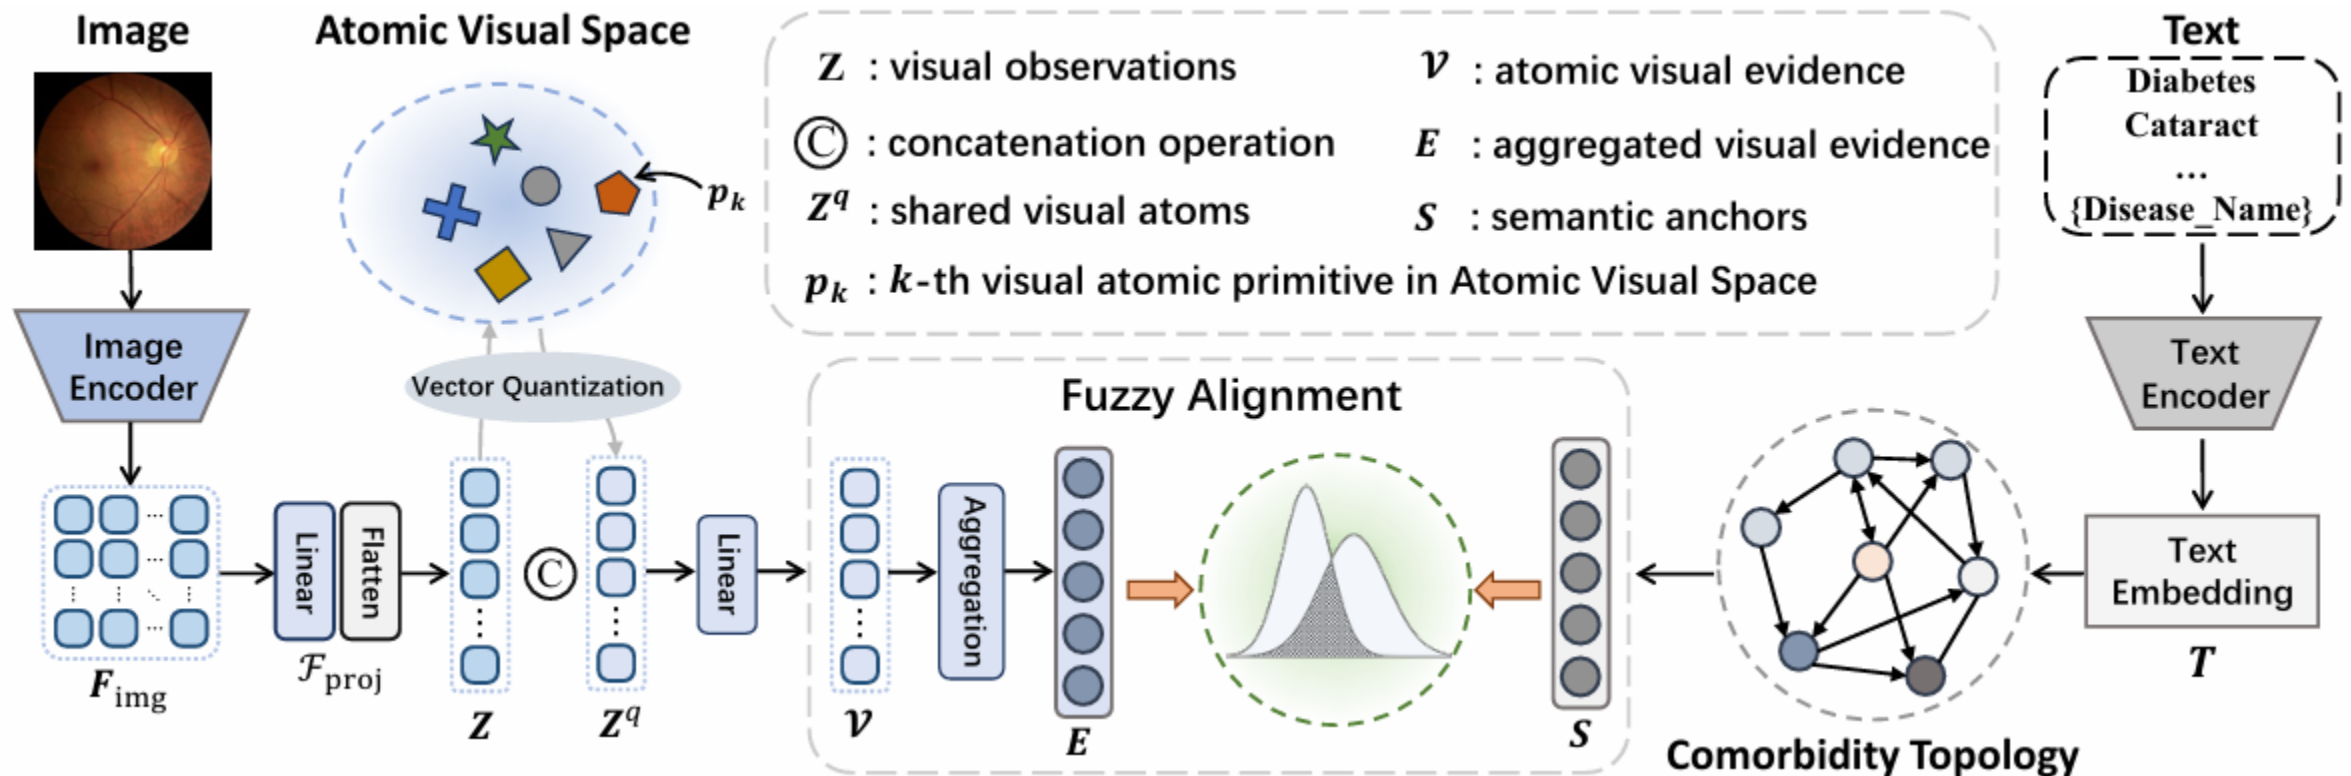 Image
Atomic Visual Space
p_k
Z : visual observations
Ⓒ : concatenation operation
Z^q : shared visual atoms
p_k : k-th visual atomic primitive in Atomic Visual Space
𝒱 : atomic visual evidence
E : aggregated visual evidence
S : semantic anchors
Text
Diabetes
Cataract
...
{Disease_Name}
Image
Encoder
Vector Quantization
Text
Encoder
Fuzzy Alignment
Linear
Flatten
Ⓒ
Linear
Aggregation
Text
Embedding
F_img
ℱ_proj
Z
Z^q
𝒱
E
S
T
Comorbidity Topology